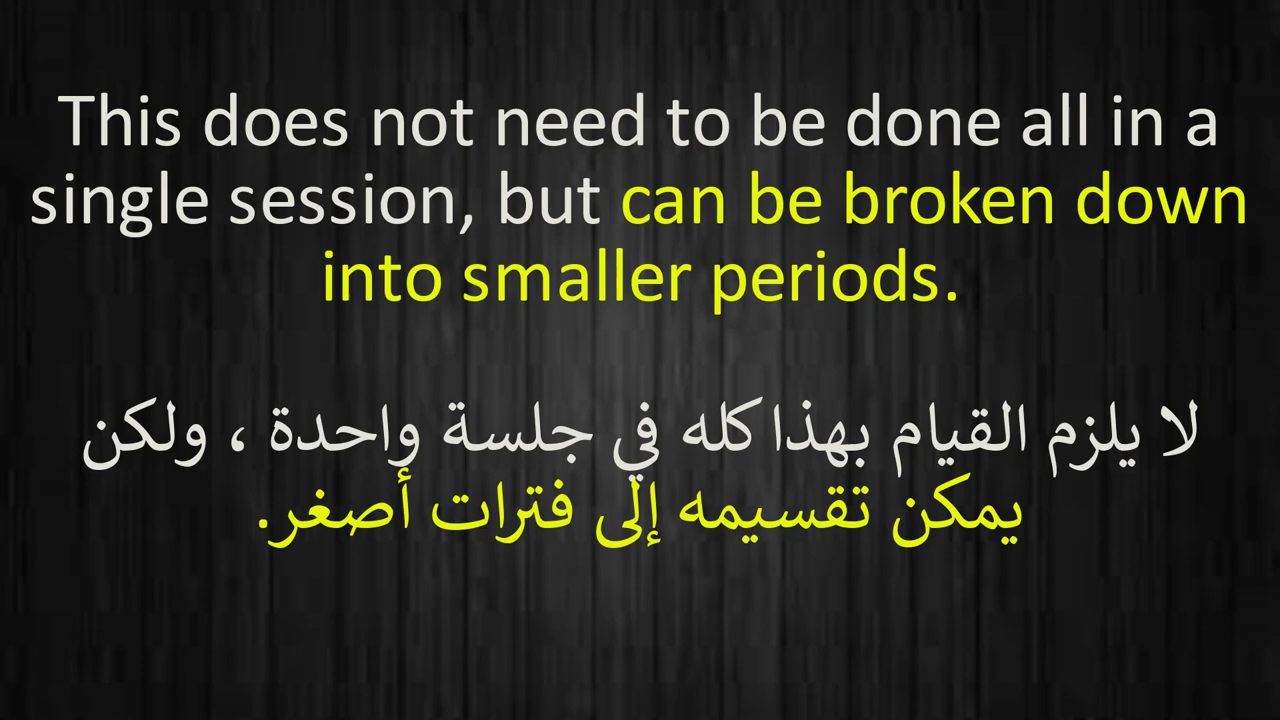 This does not need to be done all in a
single session, but can be broken down
into smaller periods.
لا يلزم القيام بهذا كله في جلسة واحدة ، ولكن
يمكن تقسيمه إلى فترات أصغر.